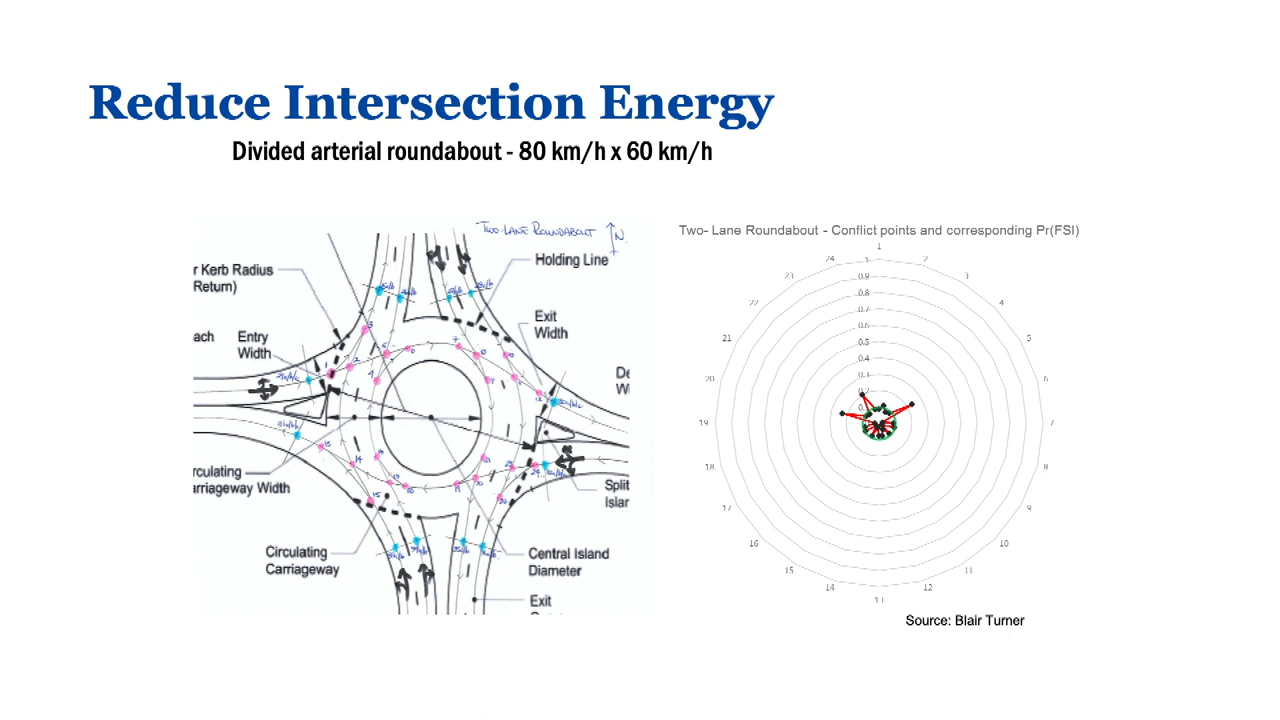 Reduce Intersection Energy
Divided arterial roundabout - 80 km/h x 60 km/h
TWO-LANE ROUNDABOUT
N
r Kerb Radius
Return)
Holding Line
ach
Entry
Width
Exit
Width
De
Wi
rculating
arriageway Width
Split
Islar
Circulating
Carriageway
Central Island
Diameter
Exit
Two- Lane Roundabout - Conflict points and corresponding Pr(FSI)
1
2
3
4
5
6
7
8
9
10
11
12
13
14
15
16
17
18
19
20
21
22
23
24
1
0.9
0.8
0.7
0.6
0.5
0.4
0.3
0.2
Source: Blair Turner